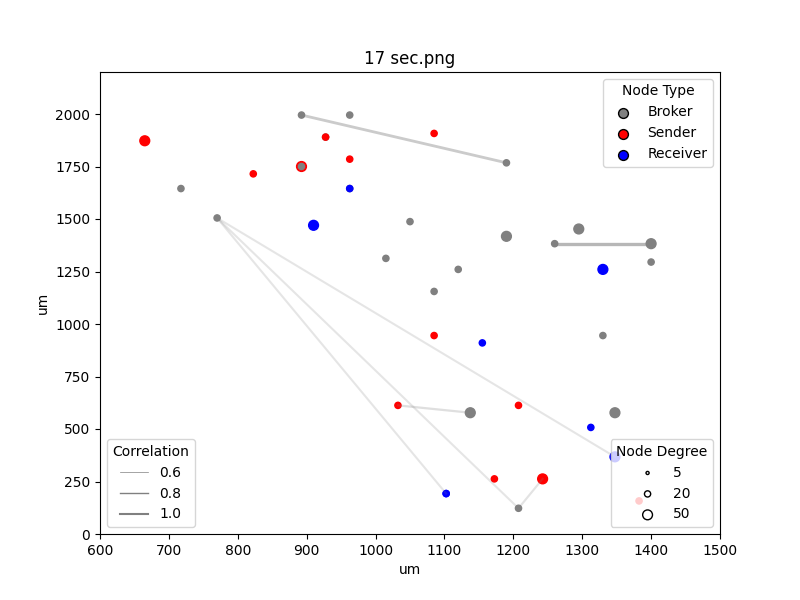 17 sec.png
Node Type
Broker
Sender
Receiver
um
2000
1750
1500
1250
1000
750
500
250
0
Correlation
0.6
0.8
1.0
Node Degree
5
20
50
600 700 800 900 1000 1100 1200 1300 1400 1500
um